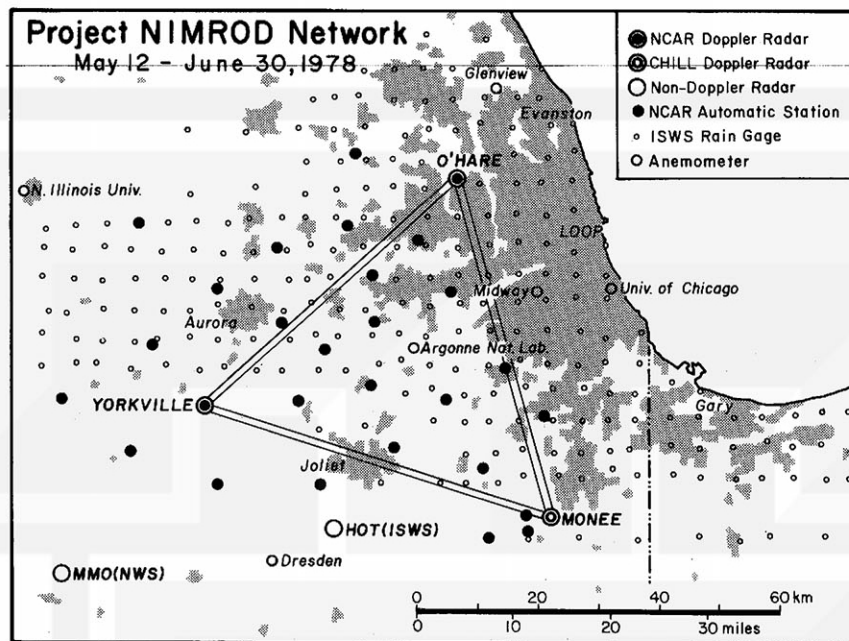 Project NIMROD Network
May 12 - June 30, 1978
NCAR Doppler Radar
CHILL Doppler Radar
Non-Doppler Radar
NCAR Automatic Station
ISWS Rain Gage
Anemometer
Glenview
Evanston
O'HARE
N. Illinois Univ.
LOOP
Midway
Univ. of Chicago
Aurora
Argonne Nat. Lab.
YORKVILLE
Gary
Joliet
MONEE
HOT(ISWS)
Dresden
MMO(NWS)
0 20 40 60 km
0 10 20 30 miles